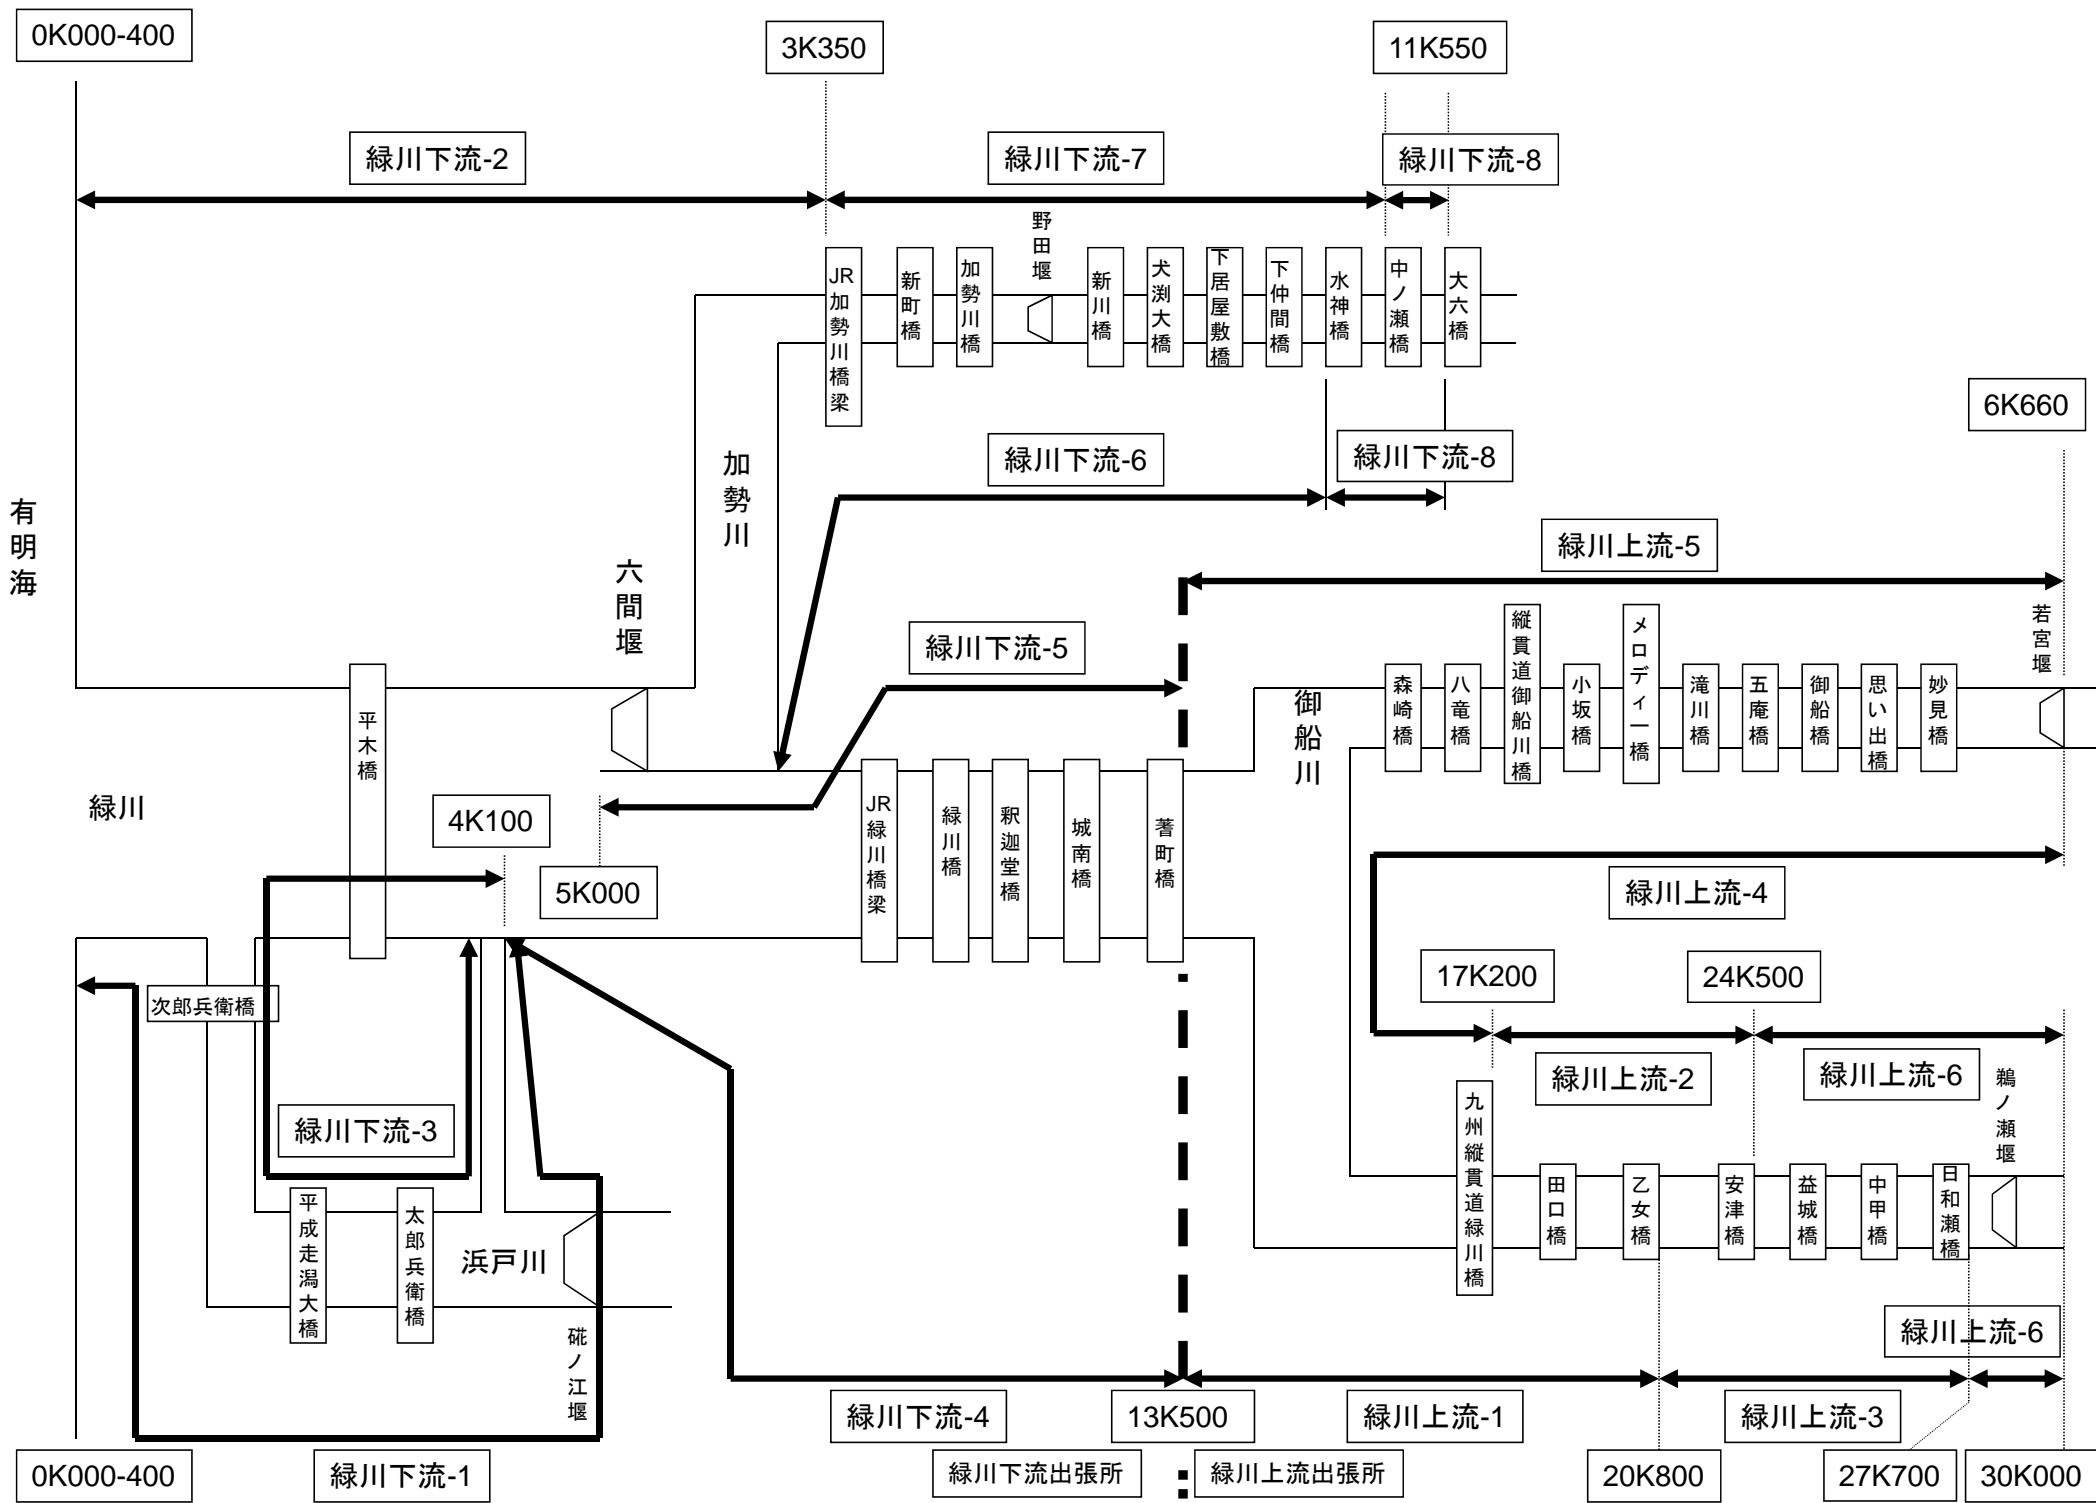 0K000-400
3K350
11K550
緑川下流-2
緑川下流-7
緑川下流-8
野田堰
JR加勢川橋梁
新町橋
加勢川橋
新川橋
犬渕大橋
下居屋敷橋
下仲間橋
水神橋
中ノ瀬橋
大六橋
6K660
緑川下流-6
緑川下流-8
加勢川
有明海
六間堰
緑川上流-5
緑川下流-5
若宮堰
御船川
森崎橋
八竜橋
縦貫道御船川橋
小坂橋
メロディー橋
滝川橋
五庵橋
御船橋
思い出橋
妙見橋
平木橋
緑川
4K100
5K000
JR緑川橋梁
緑川橋
釈迦堂橋
城南橋
蓍町橋
緑川上流-4
17K200
24K500
次郎兵衛橋
緑川上流-2
緑川上流-6
鵜ノ瀬堰
緑川下流-3
九州縦貫道緑川橋
田口橋
乙女橋
安津橋
益城橋
中甲橋
日和瀬橋
平成走潟大橋
太郎兵衛橋
浜戸川
硴ノ江堰
緑川上流-6
緑川下流-4
13K500
緑川上流-1
緑川上流-3
0K000-400
緑川下流-1
緑川下流出張所
緑川上流出張所
20K800
27K700
30K000